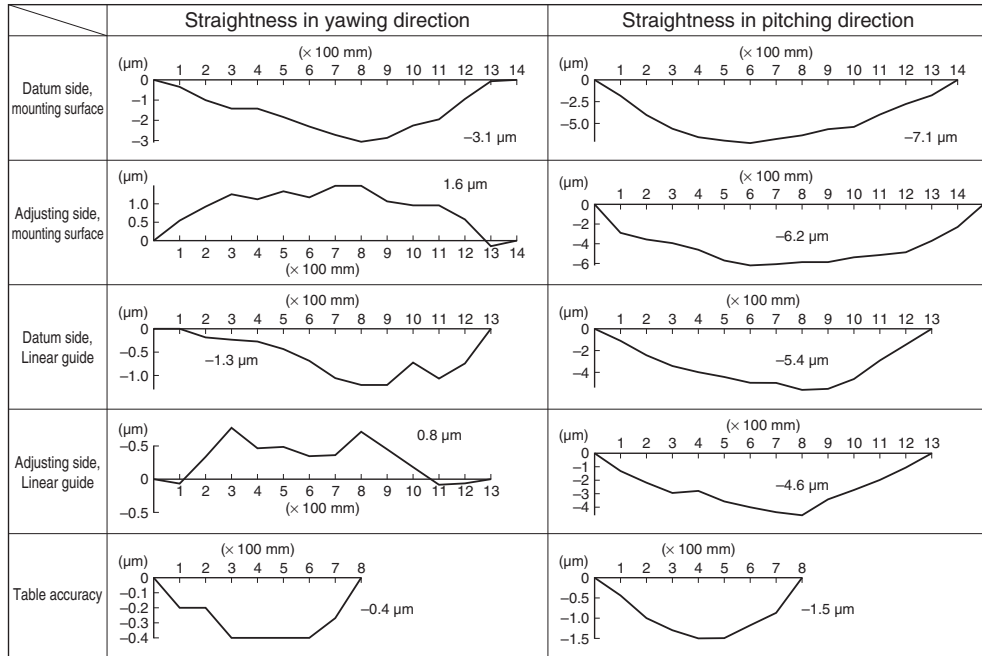 Straightness in yawing direction
Straightness in pitching direction
Datum side,
mounting surface
(× 100 mm)
(µm)
1 2 3 4 5 6 7 8 9 10 11 12 13 14
0
−1
−2
−3
−3.1 µm
(× 100 mm)
(µm)
1 2 3 4 5 6 7 8 9 10 11 12 13 14
0
−2.5
−5.0
−7.1 µm
Adjusting side,
mounting surface
(µm)
1.0
0.5
0
1.6 µm
1 2 3 4 5 6 7 8 9 10 11 12 13 14
(× 100 mm)
(× 100 mm)
(µm)
1 2 3 4 5 6 7 8 9 10 11 12 13 14
0
−2
−4
−6
−6.2 µm
Datum side,
Linear guide
(× 100 mm)
(µm)
1 2 3 4 5 6 7 8 9 10 11 12 13
0
−0.5
−1.0
−1.3 µm
(× 100 mm)
(µm)
1 2 3 4 5 6 7 8 9 10 11 12 13
0
−2
−4
−5.4 µm
Adjusting side,
Linear guide
(µm)
−0.5
0
−0.5
0.8 µm
1 2 3 4 5 6 7 8 9 10 11 12 13
(× 100 mm)
(× 100 mm)
(µm)
1 2 3 4 5 6 7 8 9 10 11 12 13
0
−1
−2
−3
−4
−4.6 µm
Table accuracy
(× 100 mm)
(µm)
1 2 3 4 5 6 7 8
0
−0.1
−0.2
−0.3
−0.4
−0.4 µm
(× 100 mm)
(µm)
1 2 3 4 5 6 7 8
0
−0.5
−1.0
−1.5
−1.5 µm